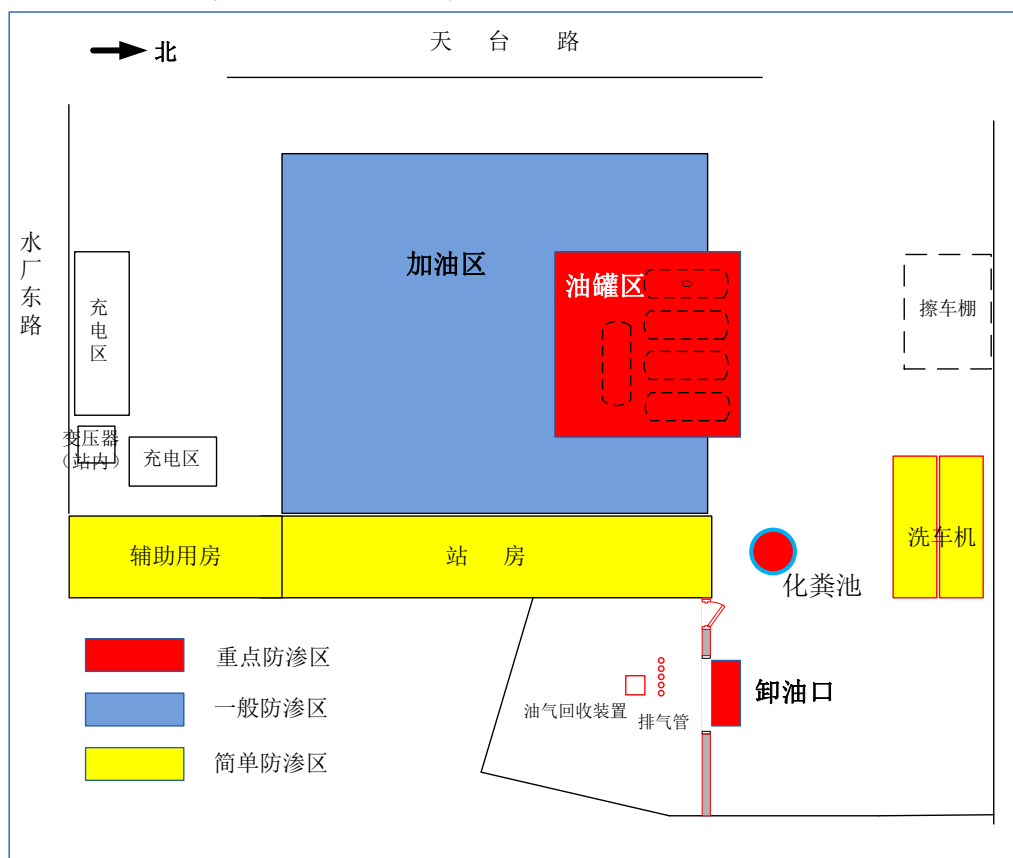 天 台 路
北
水厂东路
加油区
油罐区
充电区
擦车棚
变压器
（站内）
充电区
辅助用房
站 房
洗车机
化粪池
重点防渗区
一般防渗区
简单防渗区
油气回收装置
排气管
卸油口